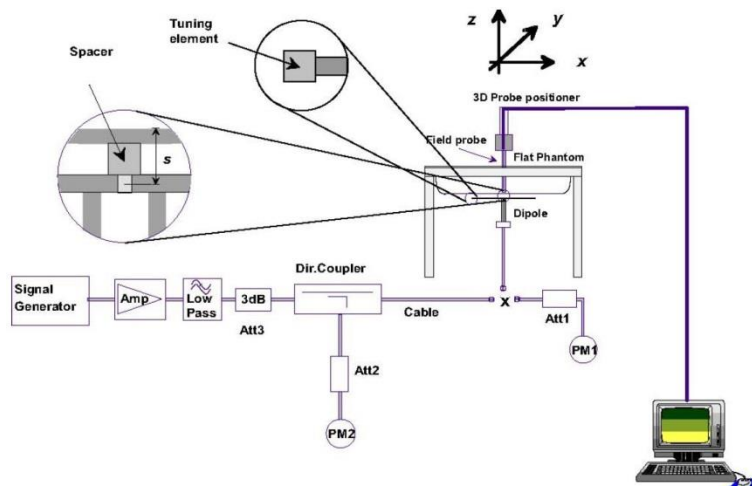 Tuning
element
Spacer
s
z
y
x
3D Probe positioner
Field probe
Flat Phantom
Dipole
Signal
Generator
Amp
Low
Pass
3dB
Att3
Dir.Coupler
Cable
x
Att1
PM1
Att2
PM2